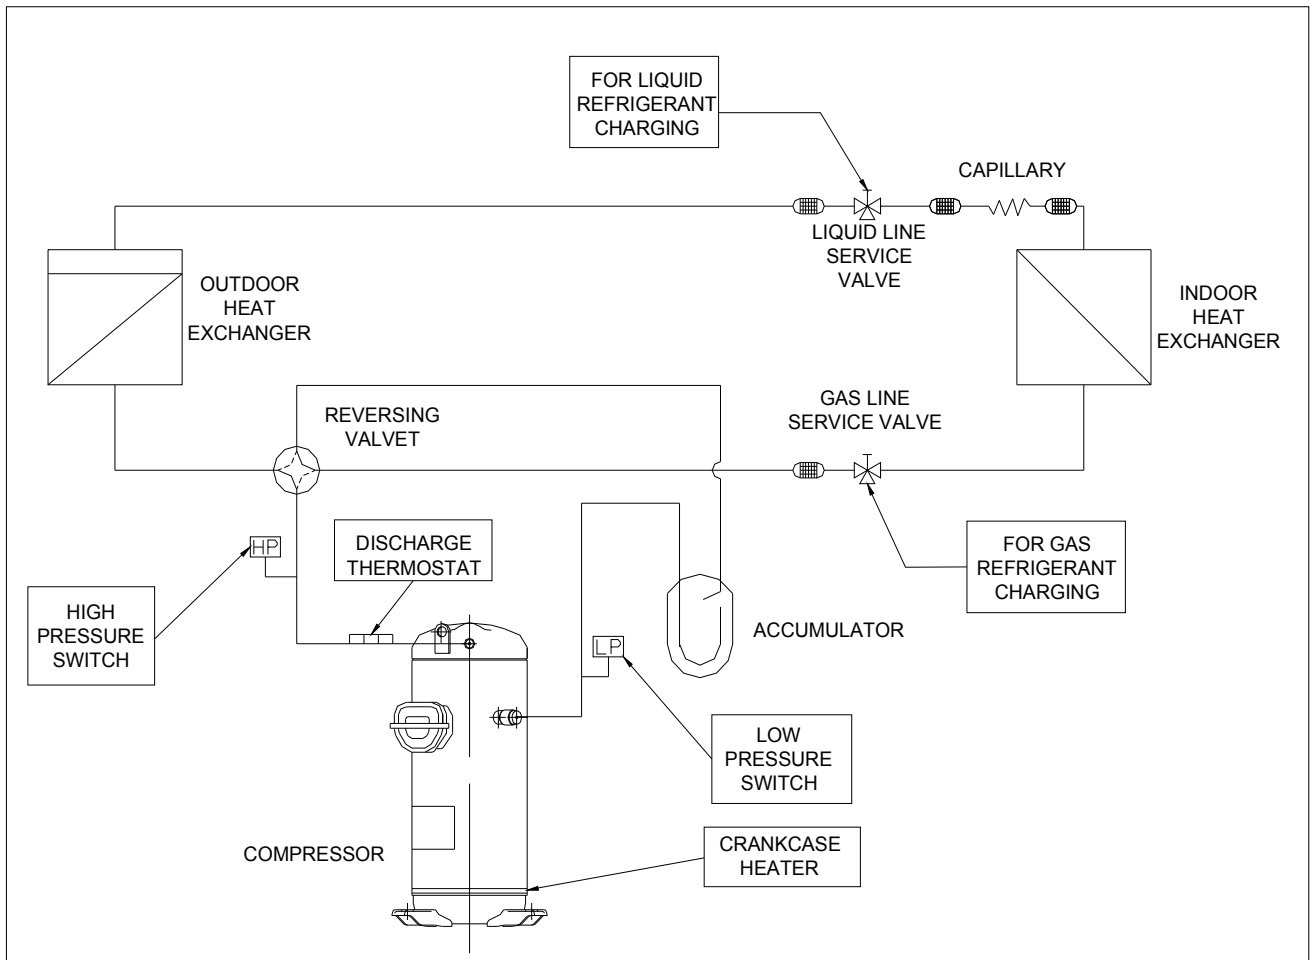 FOR LIQUID
REFRIGERANT
CHARGING
CAPILLARY
LIQUID LINE
SERVICE
VALVE
OUTDOOR
HEAT
EXCHANGER
INDOOR
HEAT
EXCHANGER
REVERSING
VALVET
GAS LINE
SERVICE VALVE
HP
DISCHARGE
THERMOSTAT
FOR GAS
REFRIGERANT
CHARGING
HIGH
PRESSURE
SWITCH
LP
ACCUMULATOR
LOW
PRESSURE
SWITCH
COMPRESSOR
CRANKCASE
HEATER